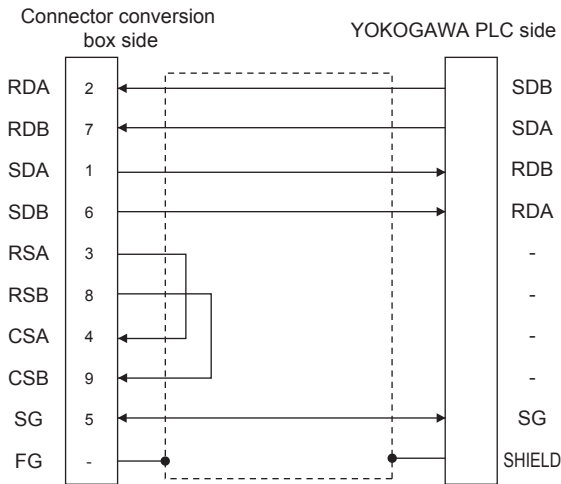 Connector conversion
box side
YOKOGAWA PLC side
RDA 2 SDB
RDB 7 SDA
SDA 1 RDB
SDB 6 RDA
RSA 3 -
RSB 8 -
CSA 4 -
CSB 9 -
SG 5 SG
FG - SHIELD